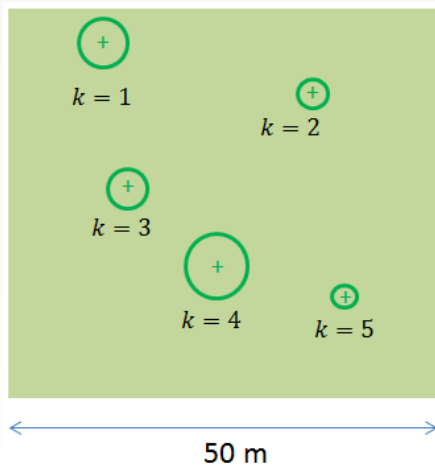 k = 1
k = 2
k = 3
k = 4
k = 5
50 m